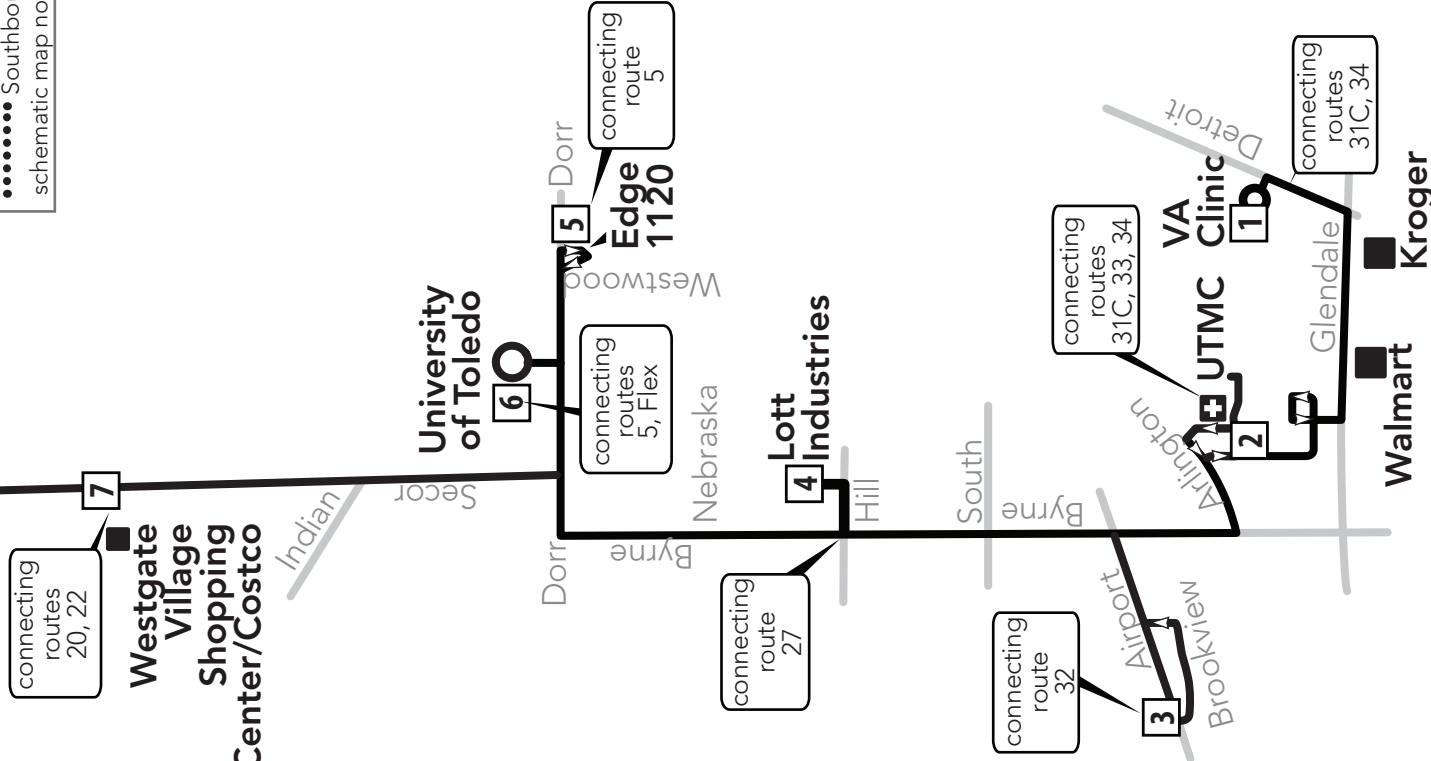 •••••••• Southbou
schematic map no
connecting
route
5
Dorr
5
Edge
1120
Westwood
University
of Toledo
6
connecting
routes
5, Flex
7
connecting
routes
20, 22
Westgate
Village
Shopping
Center/Costco
Indian
Secor
Dorr
Byrne
Nebraska
Lott
Industries
4
Hill
connecting
route
27
South
Byrne
connecting
routes
31C, 33, 34
UTMC
2
Arlington
VA
Clinic
1
Detroit
connecting
routes
31C, 34
Glendale
Kroger
Walmart
Airport
Brookview
3
connecting
route
32